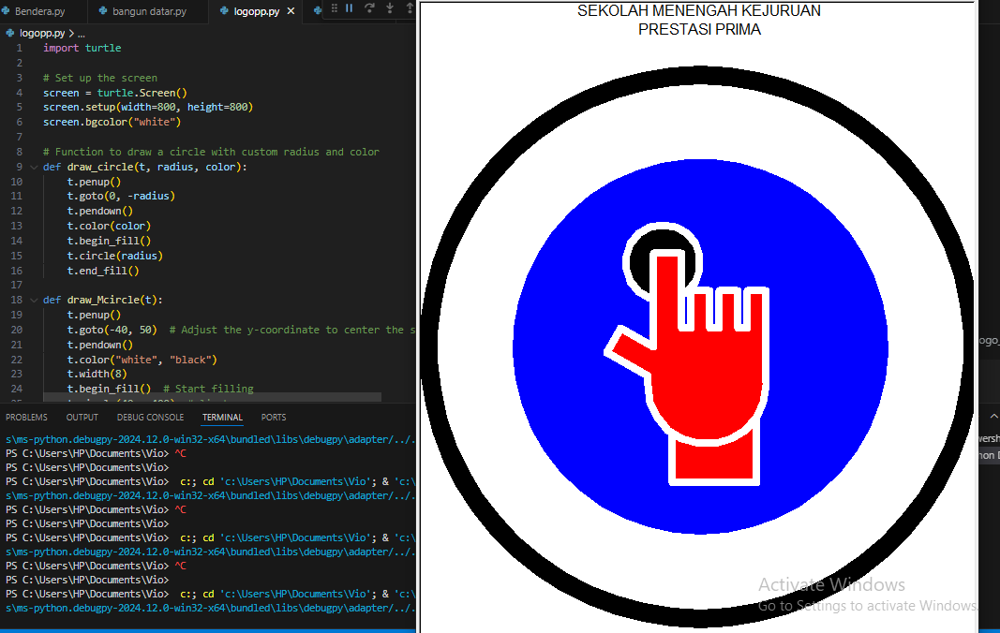 Bendera.py
bangun datar.py
logopp.py
logopp.py > ...
1 import turtle
2
3 # Set up the screen
4 screen = turtle.Screen()
5 screen.setup(width=800, height=800)
6 screen.bgcolor("white")
7
8 # Function to draw a circle with custom radius and color
9 def draw_circle(t, radius, color):
10 t.penup()
11 t.goto(0, -radius)
12 t.pendown()
13 t.color(color)
14 t.begin_fill()
15 t.circle(radius)
16 t.end_fill()
17
18 def draw_Mcircle(t):
19 t.penup()
20 t.goto(-40, 50) # Adjust the y-coordinate to center the s
21 t.pendown()
22 t.color("white", "black")
23 t.width(8)
24 t.begin_fill() # Start filling
PROBLEMS OUTPUT DEBUG CONSOLE TERMINAL PORTS
s\ms-python.debugpy-2024.12.0-win32-x64\bundled\libs\debugpy\adapter/../.
PS C:\Users\HP\Documents\Vio> ^C
PS C:\Users\HP\Documents\Vio>
PS C:\Users\HP\Documents\Vio> c:; cd 'c:\Users\HP\Documents\Vio'; & 'c:\
s\ms-python.debugpy-2024.12.0-win32-x64\bundled\libs\debugpy\adapter/../.
PS C:\Users\HP\Documents\Vio> ^C
PS C:\Users\HP\Documents\Vio>
PS C:\Users\HP\Documents\Vio> c:; cd 'c:\Users\HP\Documents\Vio'; & 'c:\
s\ms-python.debugpy-2024.12.0-win32-x64\bundled\libs\debugpy\adapter/../.
PS C:\Users\HP\Documents\Vio> ^C
PS C:\Users\HP\Documents\Vio>
PS C:\Users\HP\Documents\Vio> c:; cd 'c:\Users\HP\Documents\Vio'; & 'c:\
s\ms-python.debugpy-2024.12.0-win32-x64\bundled\libs\debugpy\adapter/../.
SEKOLAH MENENGAH KEJURUAN
PRESTASI PRIMA
Activate Windows
Go to Settings to activate Windows.